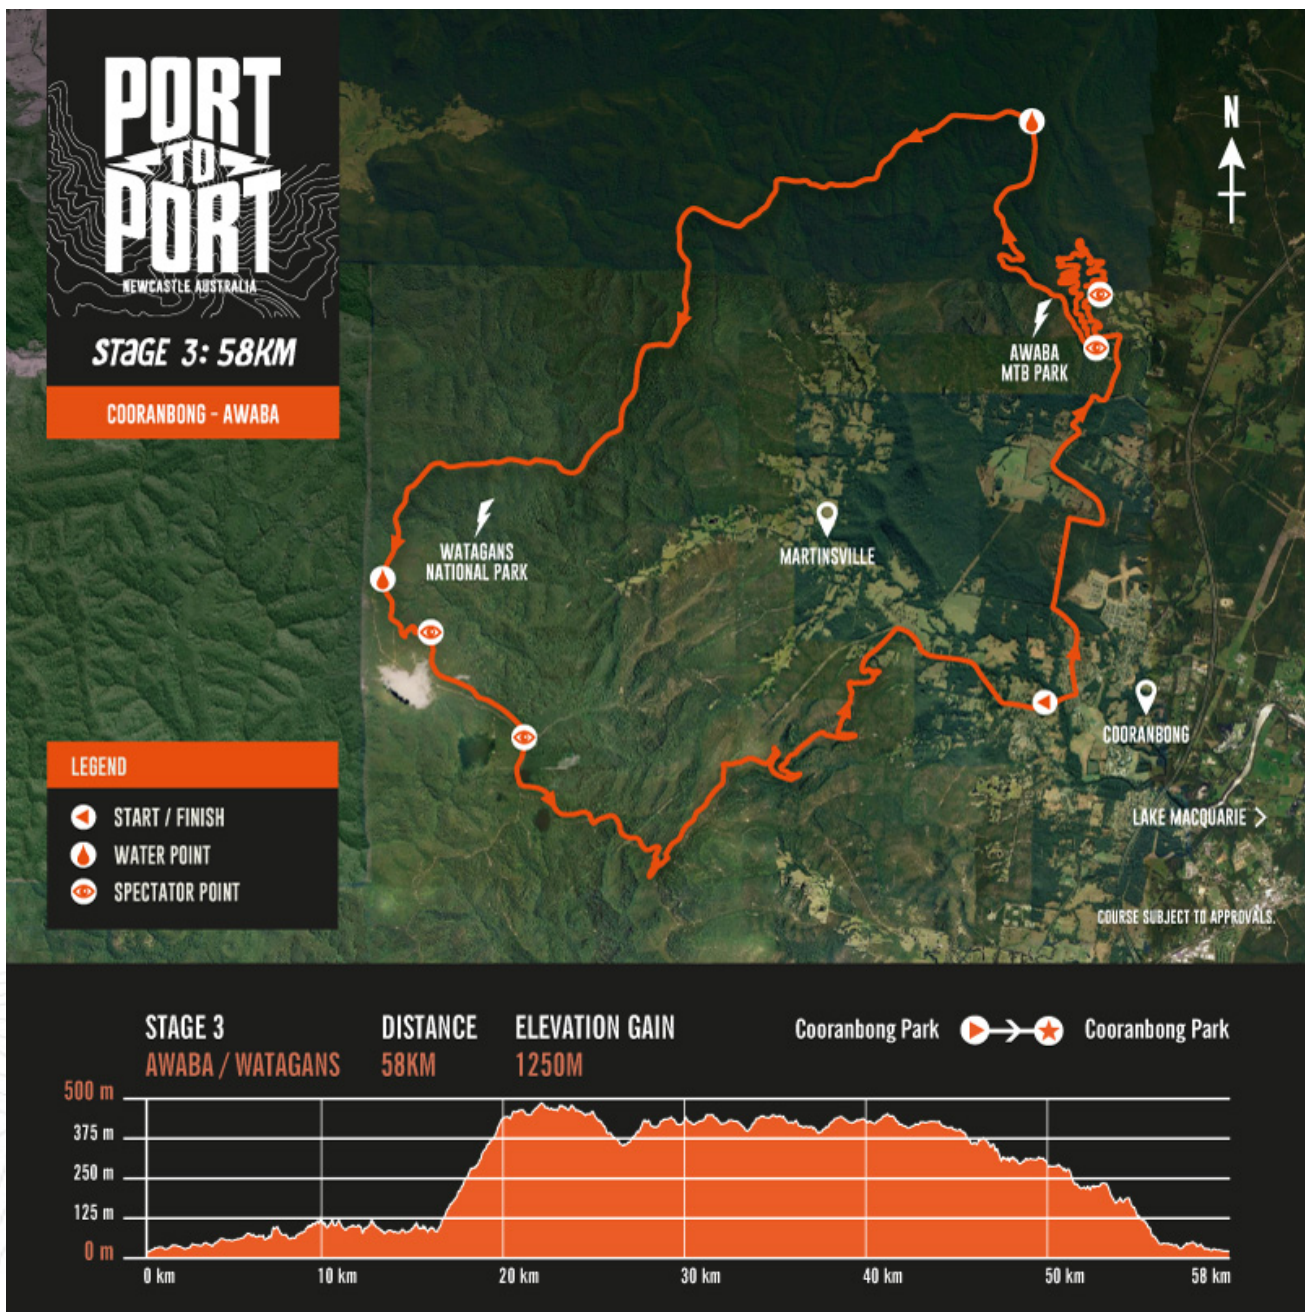 PORT
TO
PORT
NEWCASTLE AUSTRALIA
STAGE 3: 58KM
COORANBONG - AWABA
N
AWABA
MTB PARK
WATAGANS
NATIONAL PARK
MARTINSVILLE
COORANBONG
LAKE MACQUARIE >
COURSE SUBJECT TO APPROVALS.
LEGEND
START / FINISH
WATER POINT
SPECTATOR POINT
STAGE 3
AWABA / WATAGANS
DISTANCE
58KM
ELEVATION GAIN
1250M
Cooranbong Park
Cooranbong Park
500 m
375 m
250 m
125 m
0 m
0 km
10 km
20 km
30 km
40 km
50 km
58 km